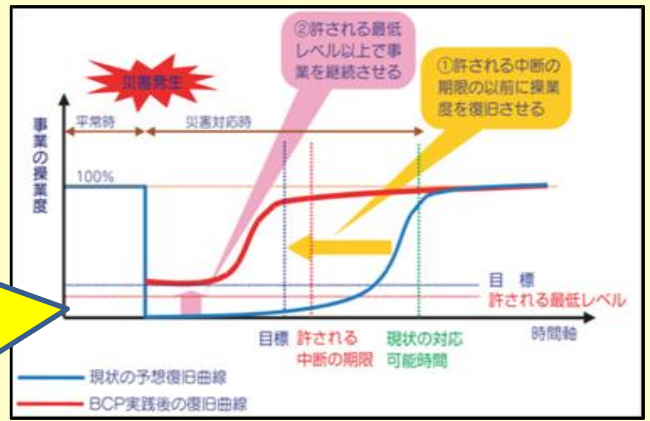 ②許される最低
レベル以上で事
業を継続させる
①許される中断の
期限の以前に操業
度を復旧させる
災害発生
平常時
災害対応時
事業の操業度
100%
目 標
許される最低レベル
時間軸
目標
許される
中断の期限
現状の対応
可能時間
現状の予想復旧曲線
BCP実践後の復旧曲線